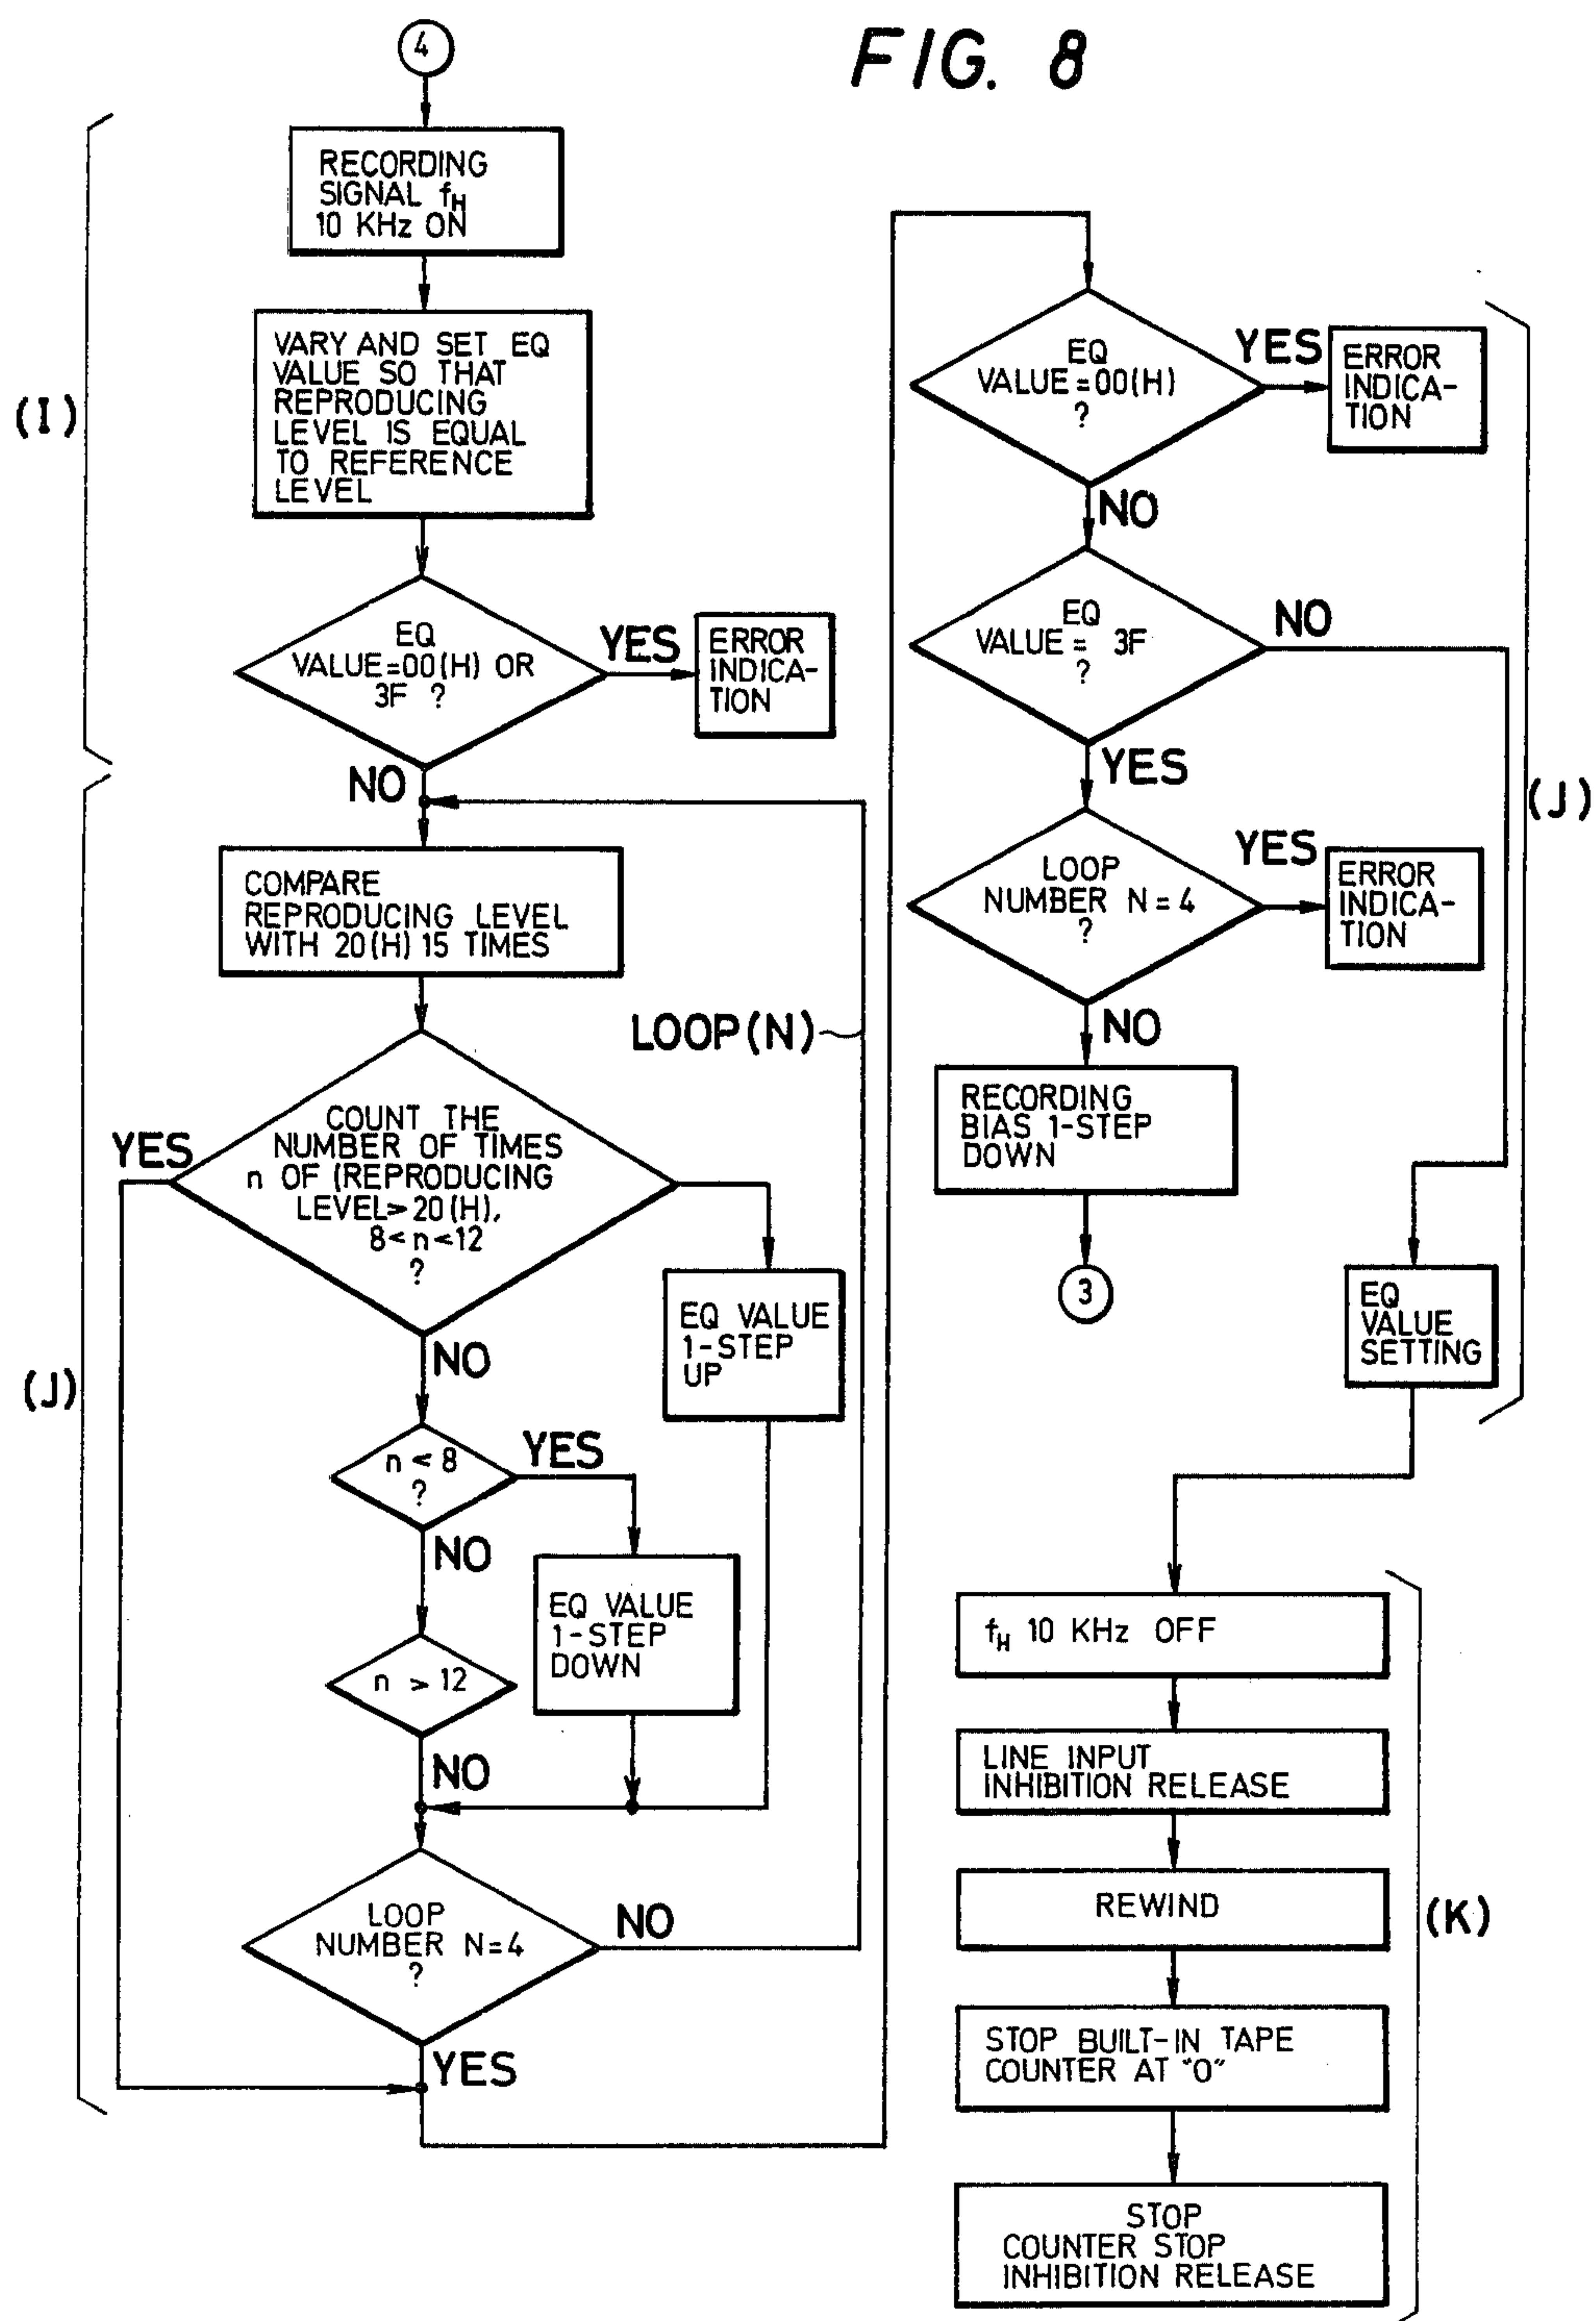 FIG. 8
4
RECORDING
SIGNAL fH
10 KHz ON
VARY AND SET EQ
VALUE SO THAT
REPRODUCING
LEVEL IS EQUAL
TO REFERENCE
LEVEL
(I)
EQ
VALUE=00(H) OR
3F ?
YES
ERROR
INDICA-
TION
NO
COMPARE
REPRODUCING LEVEL
WITH 20(H) 15 TIMES
LOOP(N)
COUNT THE
NUMBER OF TIMES
n OF (REPRODUCING
LEVEL>20(H),
8<n<12
?
YES
EQ VALUE
1-STEP
UP
NO
(J)
n < 8
?
YES
NO
EQ VALUE
1-STEP
DOWN
n > 12
NO
LOOP
NUMBER N=4
?
NO
YES
EQ
VALUE=00(H)
?
YES
ERROR
INDICA-
TION
NO
EQ
VALUE= 3F
?
NO
YES
(J)
LOOP
NUMBER N=4
?
YES
ERROR
INDICA-
TION
NO
RECORDING
BIAS 1-STEP
DOWN
3
EQ
VALUE
SETTING
fH 10 KHz OFF
LINE INPUT
INHIBITION RELEASE
REWIND
(K)
STOP BUILT-IN TAPE
COUNTER AT "0"
STOP
COUNTER STOP
INHIBITION RELEASE